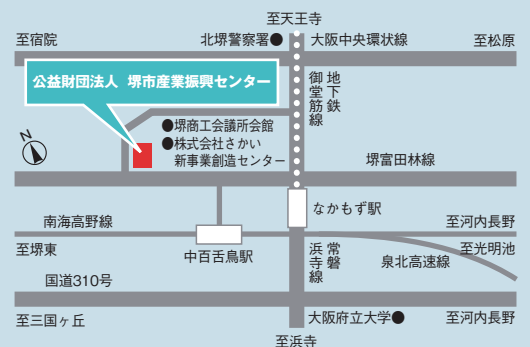 至天王寺
至宿院
北堺警察署●
大阪中央環状線
至松原
公益財団法人 堺市産業振興センター
地下鉄
御堂筋線
●堺商工会議所会館
●株式会社さかい
新事業創造センター
N
堺富田林線
なかもず駅
南海高野線
至河内長野
至堺東
中百舌鳥駅
常磐
浜寺線
泉北高速線
至光明池
国道310号
至三国ヶ丘
大阪府立大学●
至河内長野
至浜寺